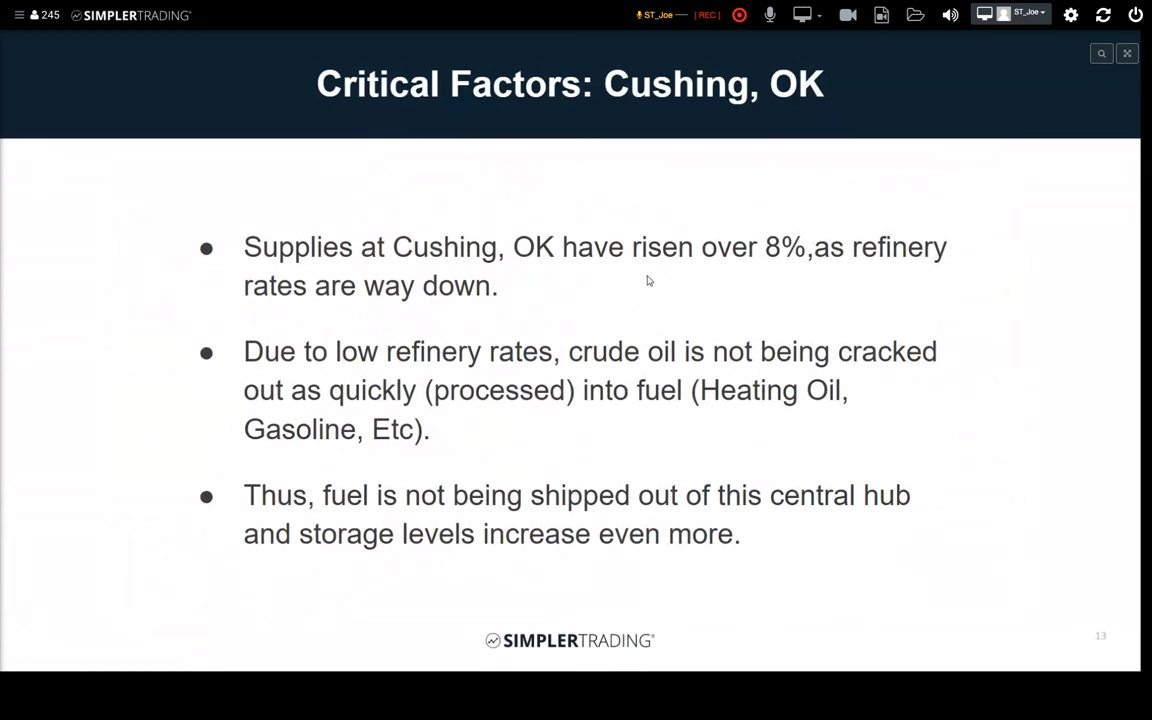 245 SIMPLERTRADING ST_Joe [ REC ] ST_Joe
Critical Factors: Cushing, OK
● Supplies at Cushing, OK have risen over 8%,as refinery
rates are way down.
● Due to low refinery rates, crude oil is not being cracked
out as quickly (processed) into fuel (Heating Oil,
Gasoline, Etc).
● Thus, fuel is not being shipped out of this central hub
and storage levels increase even more.
SIMPLERTRADING®
13